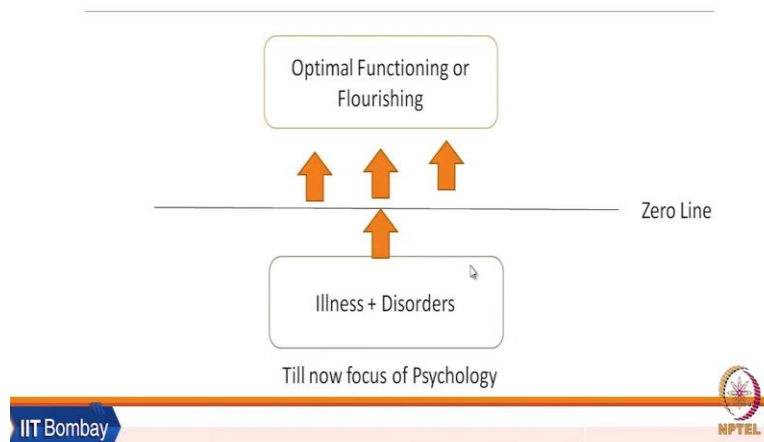 Optimal Functioning or
Flourishing
Zero Line
Illness + Disorders
Till now focus of Psychology
IIT Bombay
NPTEL